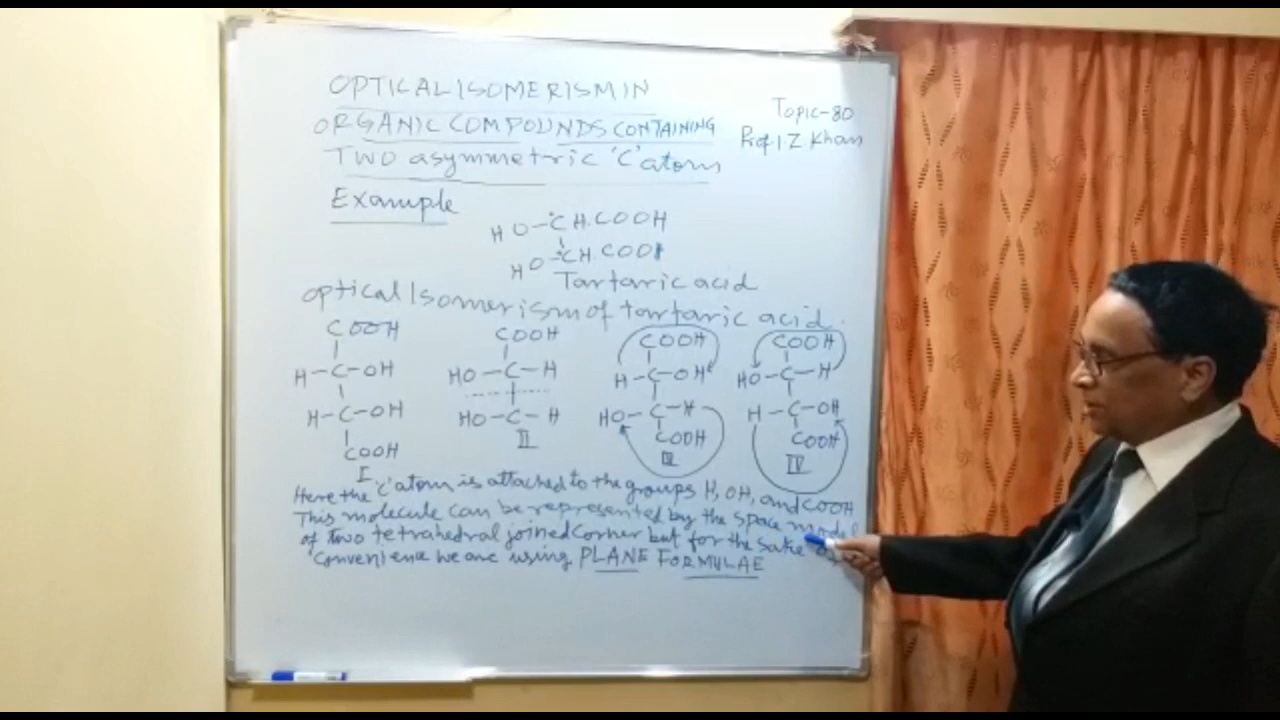 OPTICAL ISOMERISM IN
ORGANIC COMPOUNDS CONTAINING
TWO asymmetric 'C' atom
Topic-80
Prof. I.Z. Khan
Example
HO-*CH.COOH
HO-*CH.COOH
Tartaric acid
Optical Isomerism of tartaric acid.
COOH COOH COOH COOH
H-C-OH HO-C-H H-C-OH HO-C-H
H-C-OH HO-C-H HO-C-H H-C-OH
COOH COOH COOH
I II III IV
Here the 'C' atom is attached to the groups H, OH, and COOH
This molecule can be represented by the space model
of two tetrahedral joined corner but for the sake
Convenience we are using PLANE FORMULAE